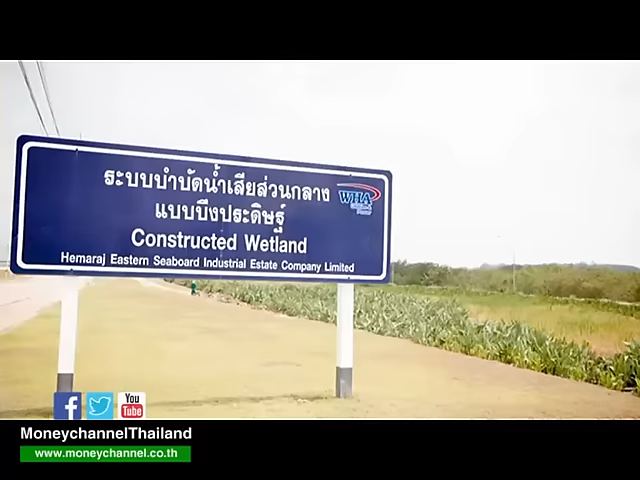 ระบบบำบัดน้ำเสียส่วนกลาง
แบบบึงประดิษฐ์
WHA
Constructed Wetland
Hemaraj Eastern Seaboard Industrial Estate Company Limited
f
You
Tube
MoneychannelThailand
www.moneychannel.co.th